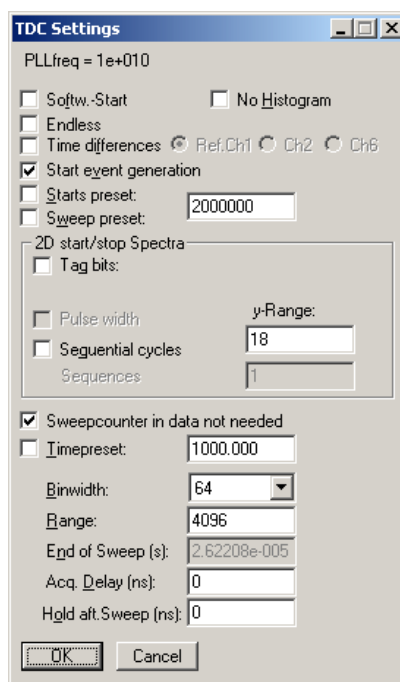 TDC Settings
PLLfreq = 1e+010
Softw.-Start No Histogram
Endless
Time differences Ref.Ch1 Ch2 Ch6
Start event generation
Starts preset:
2000000
Sweep preset:
2D start/stop Spectra
Tag bits:
y-Range:
Pulse width
18
Sequential cycles
Sequences 1
Sweepcounter in data not needed
Timepreset: 1000.000
Binwidth: 64
Range: 4096
End of Sweep (s): 2.62208e-005
Acq. Delay (ns): 0
Hold aft.Sweep (ns): 0
OK Cancel